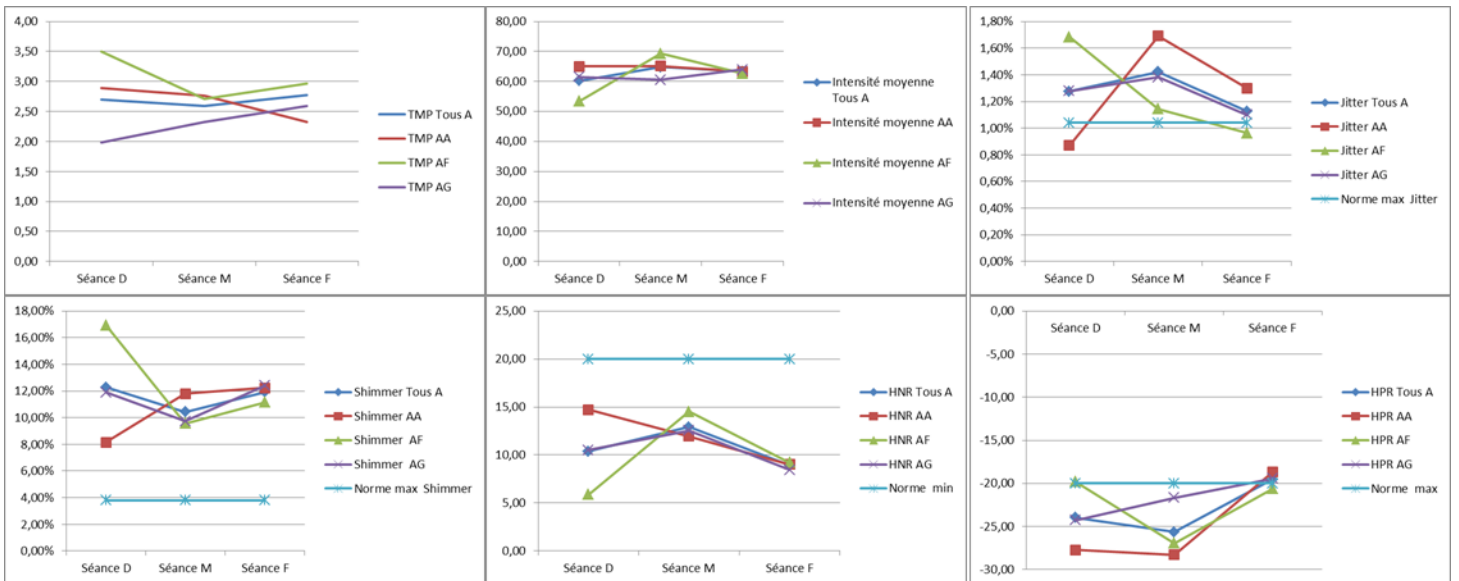 4,00
3,50
3,00
2,50
2,00
1,50
1,00
0,50
0,00
Séance D
Séance M
Séance F
TMP Tous A
TMP AA
TMP AF
TMP AG
80,00
70,00
60,00
50,00
40,00
30,00
20,00
10,00
0,00
Séance D
Séance M
Séance F
Intensité moyenne
Tous A
Intensité moyenne AA
Intensité moyenne AF
Intensité moyenne AG
1,80%
1,60%
1,40%
1,20%
1,00%
0,80%
0,60%
0,40%
0,20%
0,00%
Séance D
Séance M
Séance F
Jitter Tous A
Jitter AA
Jitter AF
Jitter AG
Norme max Jitter
18,00%
16,00%
14,00%
12,00%
10,00%
8,00%
6,00%
4,00%
2,00%
0,00%
Séance D
Séance M
Séance F
Shimmer Tous A
Shimmer AA
Shimmer AF
Shimmer AG
Norme max Shimmer
25,00
20,00
15,00
10,00
5,00
0,00
Séance D
Séance M
Séance F
HNR Tous A
HNR AA
HNR AF
HNR AG
Norme min
0,00
-5,00
-10,00
-15,00
-20,00
-25,00
-30,00
Séance D
Séance M
Séance F
HPR Tous A
HPR AA
HPR AF
HPR AG
Norme max